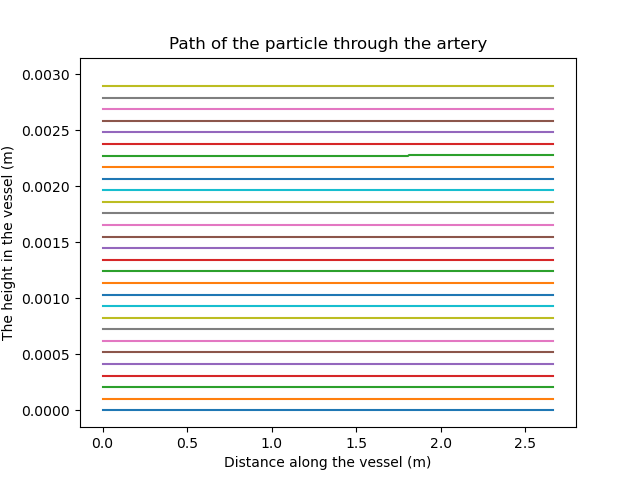 Path of the particle through the artery
The height in the vessel (m)
0.0030
0.0025
0.0020
0.0015
0.0010
0.0005
0.0000
0.0 0.5 1.0 1.5 2.0 2.5
Distance along the vessel (m)